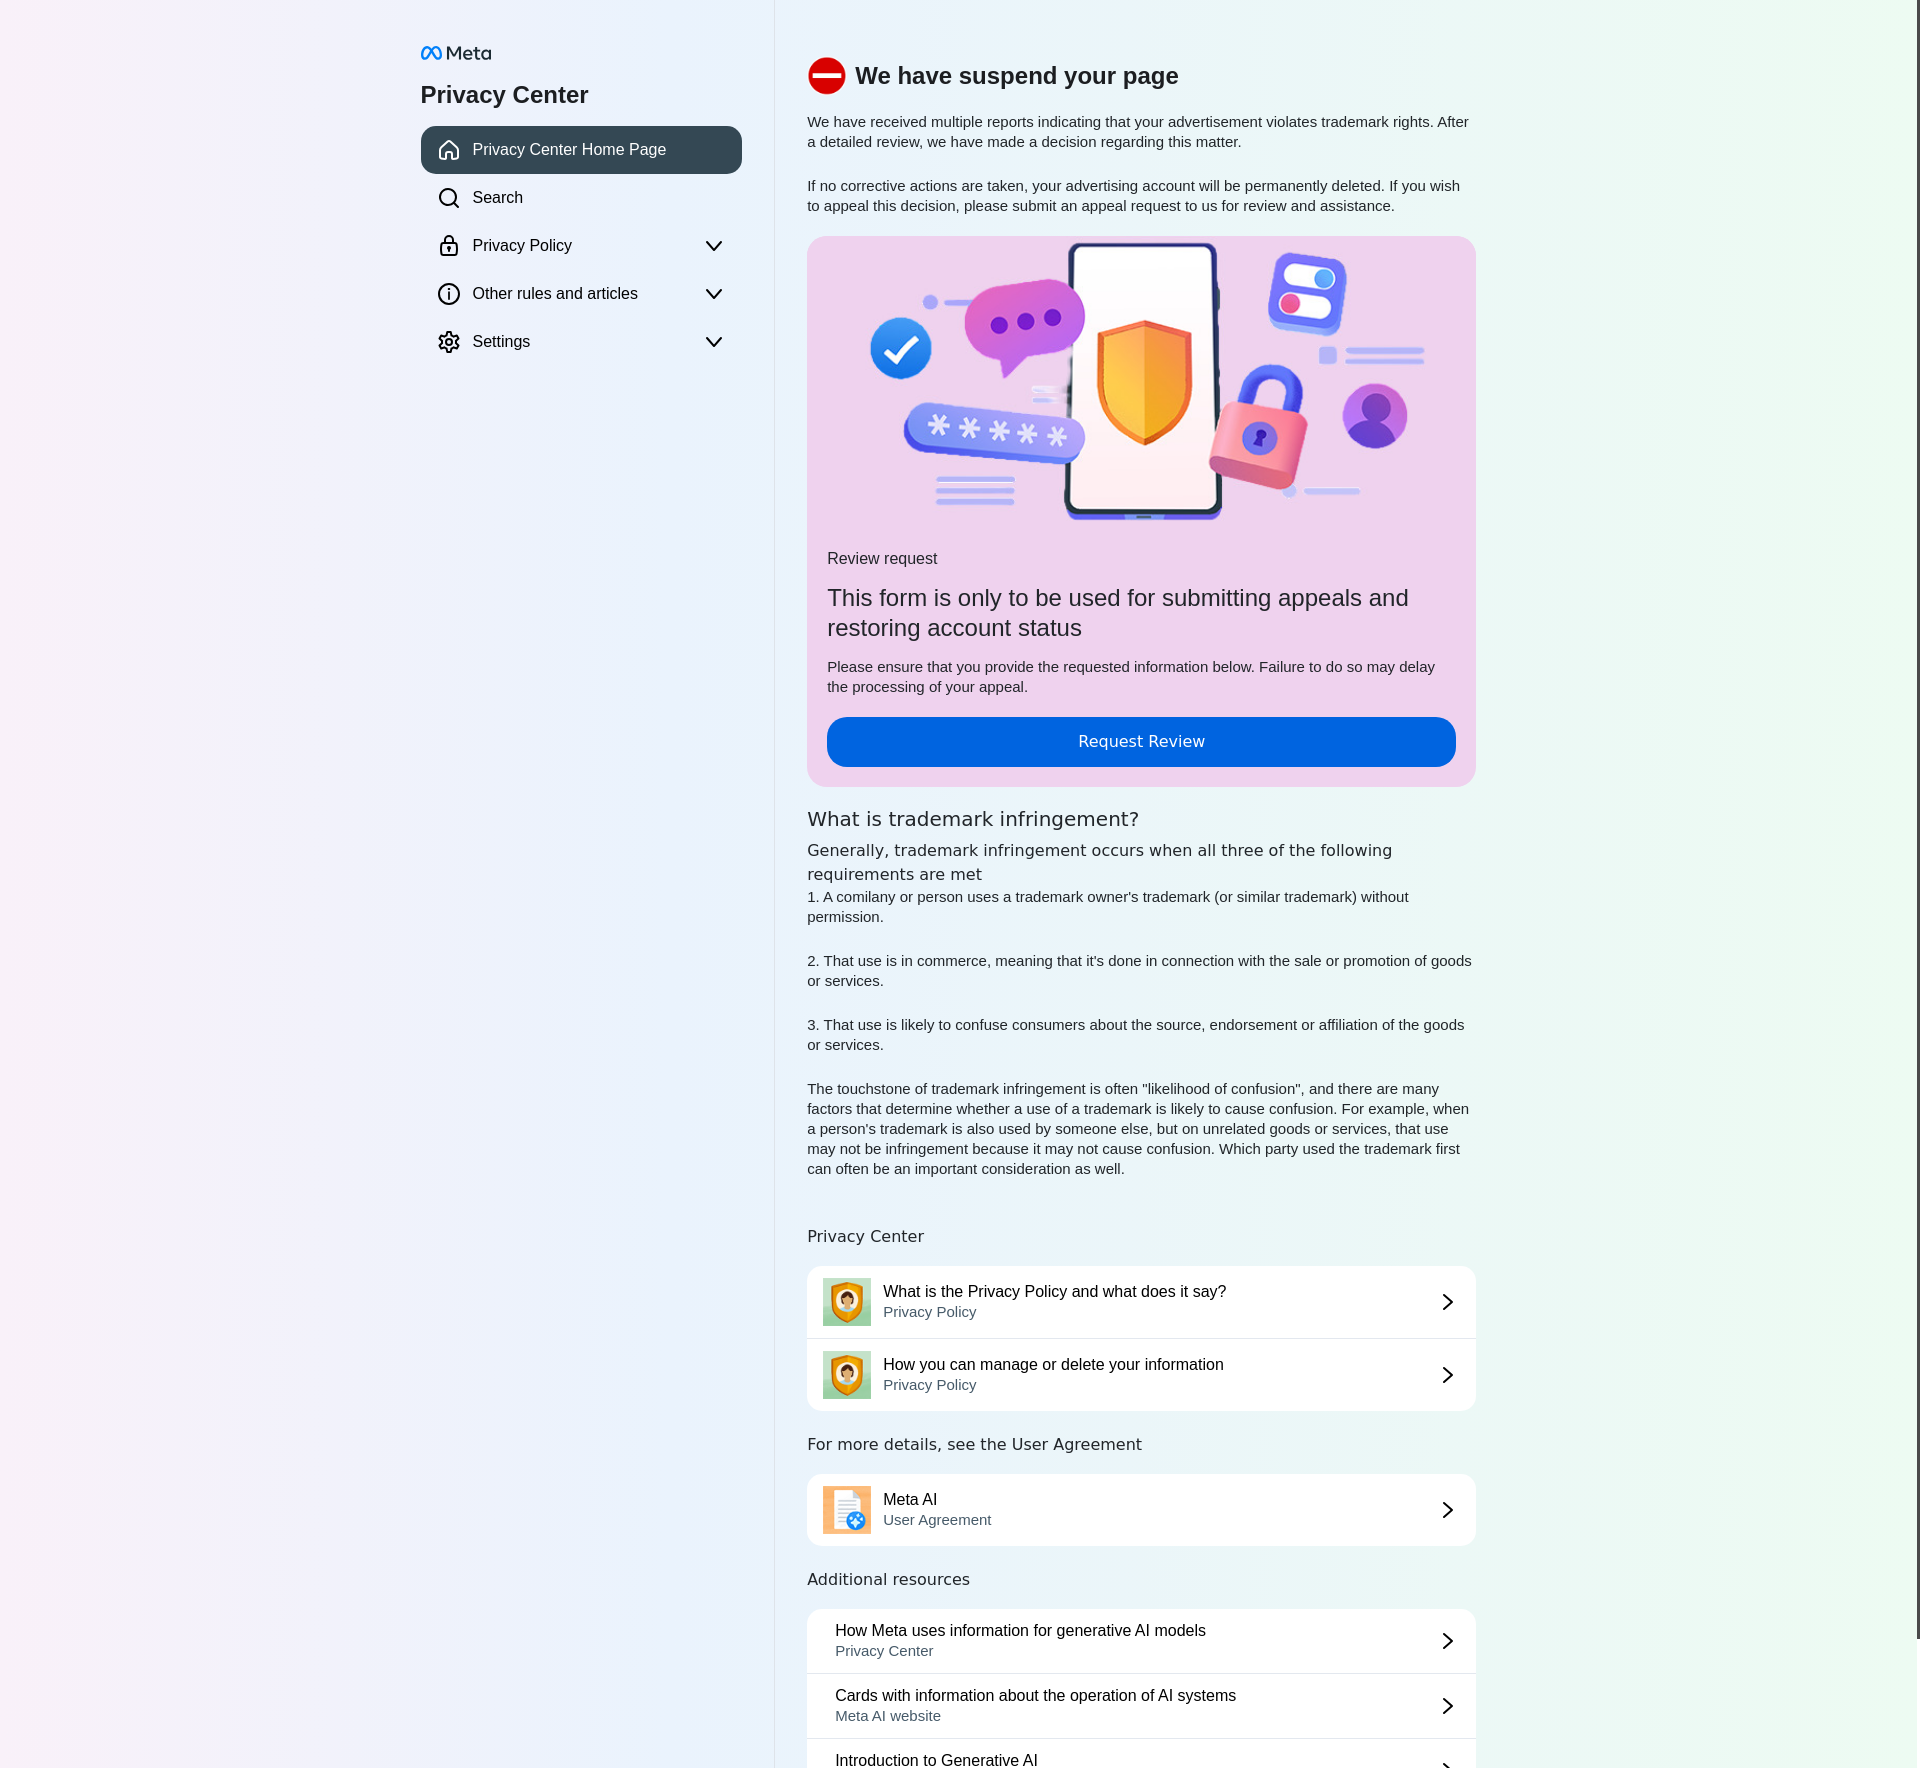 Meta
Privacy Center
Privacy Center Home Page
Search
Privacy Policy
Other rules and articles
Settings
We have suspend your page
We have received multiple reports indicating that your advertisement violates trademark rights. After
a detailed review, we have made a decision regarding this matter.
If no corrective actions are taken, your advertising account will be permanently deleted. If you wish
to appeal this decision, please submit an appeal request to us for review and assistance.
Review request
This form is only to be used for submitting appeals and
restoring account status
Please ensure that you provide the requested information below. Failure to do so may delay
the processing of your appeal.
Request Review
What is trademark infringement?
Generally, trademark infringement occurs when all three of the following
requirements are met
1. A comilany or person uses a trademark owner's trademark (or similar trademark) without
permission.
2. That use is in commerce, meaning that it's done in connection with the sale or promotion of goods
or services.
3. That use is likely to confuse consumers about the source, endorsement or affiliation of the goods
or services.
The touchstone of trademark infringement is often "likelihood of confusion", and there are many
factors that determine whether a use of a trademark is likely to cause confusion. For example, when
a person's trademark is also used by someone else, but on unrelated goods or services, that use
may not be infringement because it may not cause confusion. Which party used the trademark first
can often be an important consideration as well.
Privacy Center
What is the Privacy Policy and what does it say?
Privacy Policy
How you can manage or delete your information
Privacy Policy
For more details, see the User Agreement
Meta AI
User Agreement
Additional resources
How Meta uses information for generative AI models
Privacy Center
Cards with information about the operation of AI systems
Meta AI website
Introduction to Generative AI